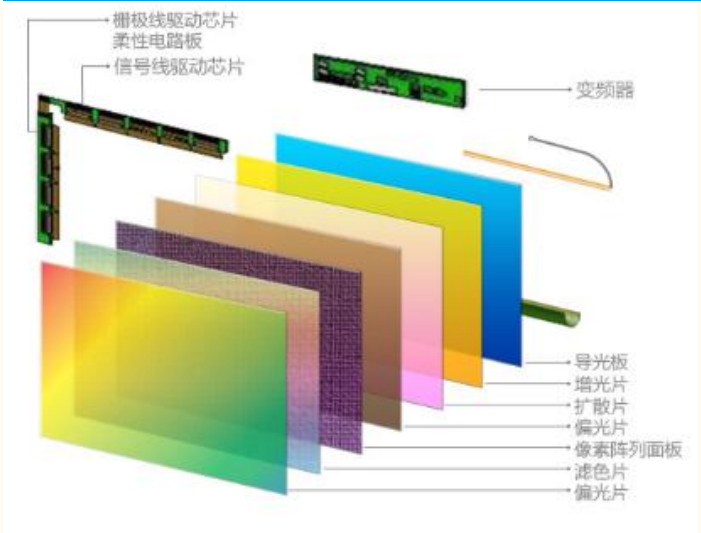 栅极线驱动芯片
柔性电路板
信号线驱动芯片
变频器
导光板
增光片
扩散片
偏光片
像素阵列面板
滤色片
偏光片